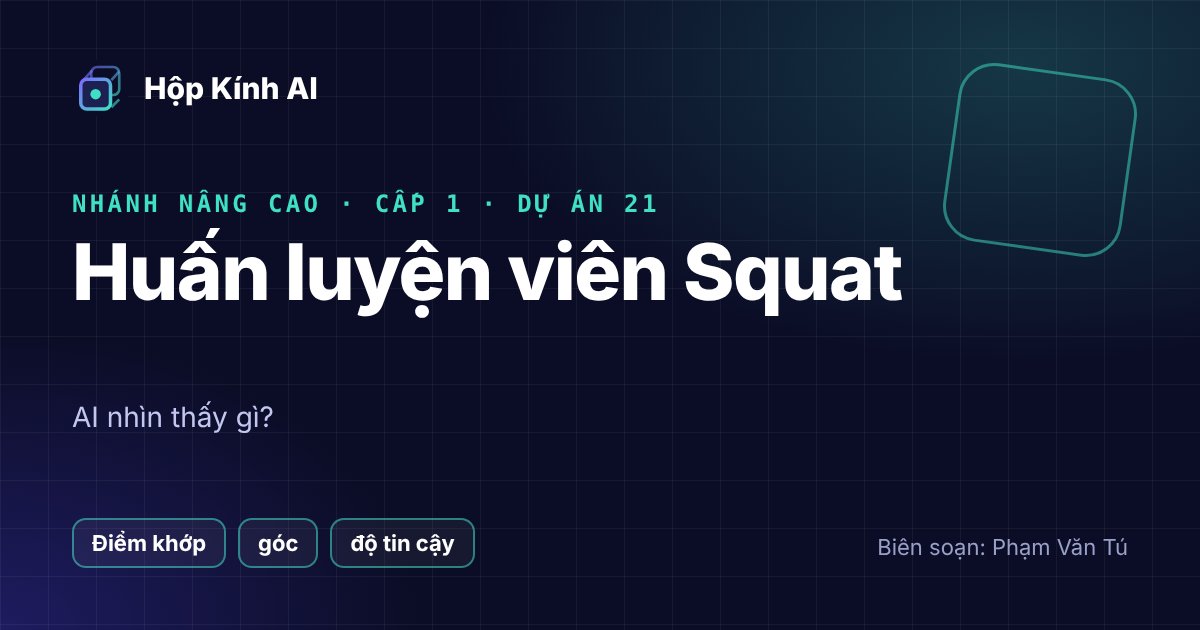 Hộp Kính AI
NHÁNH NÂNG CAO · CẤP 1 · DỰ ÁN 21
Huấn luyện viên Squat
AI nhìn thấy gì?
Điểm khớp góc độ tin cậy
Biên soạn: Phạm Văn Tú